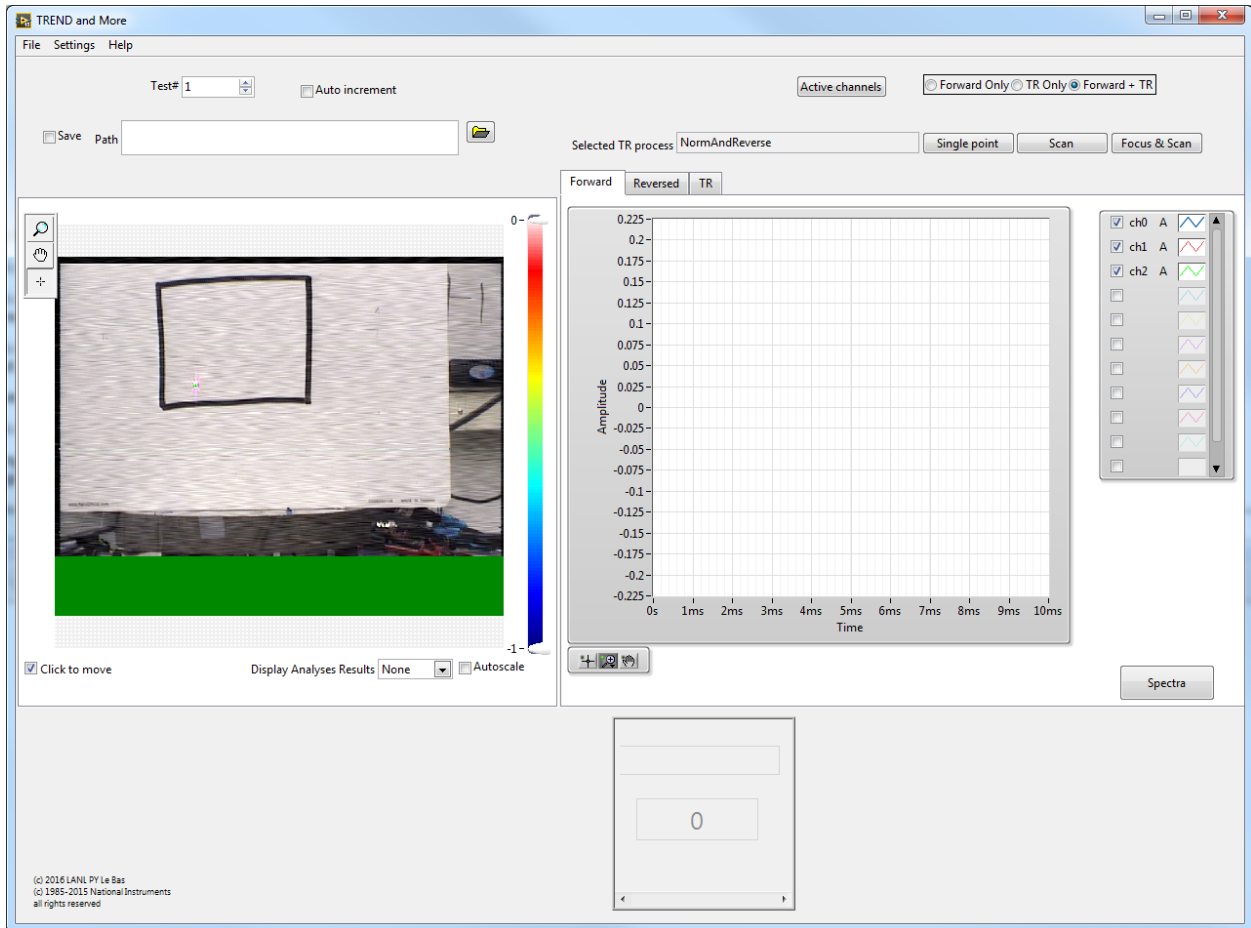 TREND and More
File Settings Help
Test# 1
Auto increment
Active channels
Forward Only TR Only Forward + TR
Save Path
Selected TR process NormAndReverse Single point Scan Focus & Scan
Forward Reversed TR
0
-1
Click to move Display Analyses Results None Autoscale
Amplitude
0.225
0.2
0.175
0.15
0.125
0.1
0.075
0.05
0.025
0
-0.025
-0.05
-0.075
-0.1
-0.125
-0.15
-0.175
-0.2
-0.225
0s 1ms 2ms 3ms 4ms 5ms 6ms 7ms 8ms 9ms 10ms
Time
ch0 A
ch1 A
ch2 A
Spectra
0
(c) 2016 LANL PY Le Bas
(c) 1985-2015 National Instruments
all rights reserved